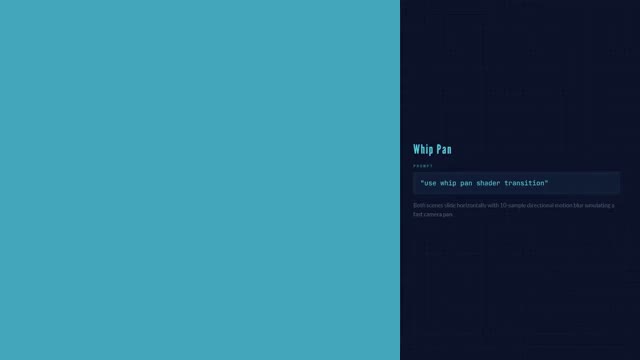 Whip Pan
PROMPT
"use whip pan shader transition"
Both scenes slide horizontally with 10-sample directional motion blur simulating a
fast camera pan.